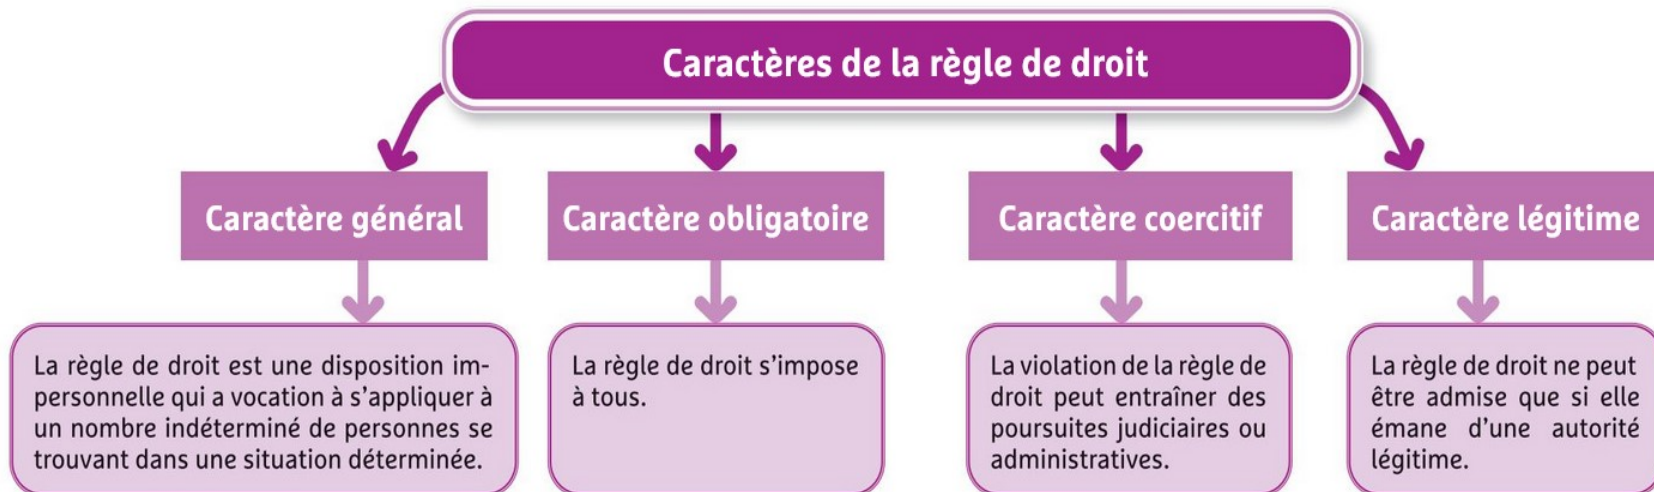 Caractères de la règle de droit
Caractère général
Caractère obligatoire
Caractère coercitif
Caractère légitime
La règle de droit est une disposition im-
personnelle qui a vocation à s’appliquer à
un nombre indéterminé de personnes se
trouvant dans une situation déterminée.
La règle de droit s’impose
à tous.
La violation de la règle de
droit peut entraîner des
poursuites judiciaires ou
administratives.
La règle de droit ne peut
être admise que si elle
émane d’une autorité
légitime.